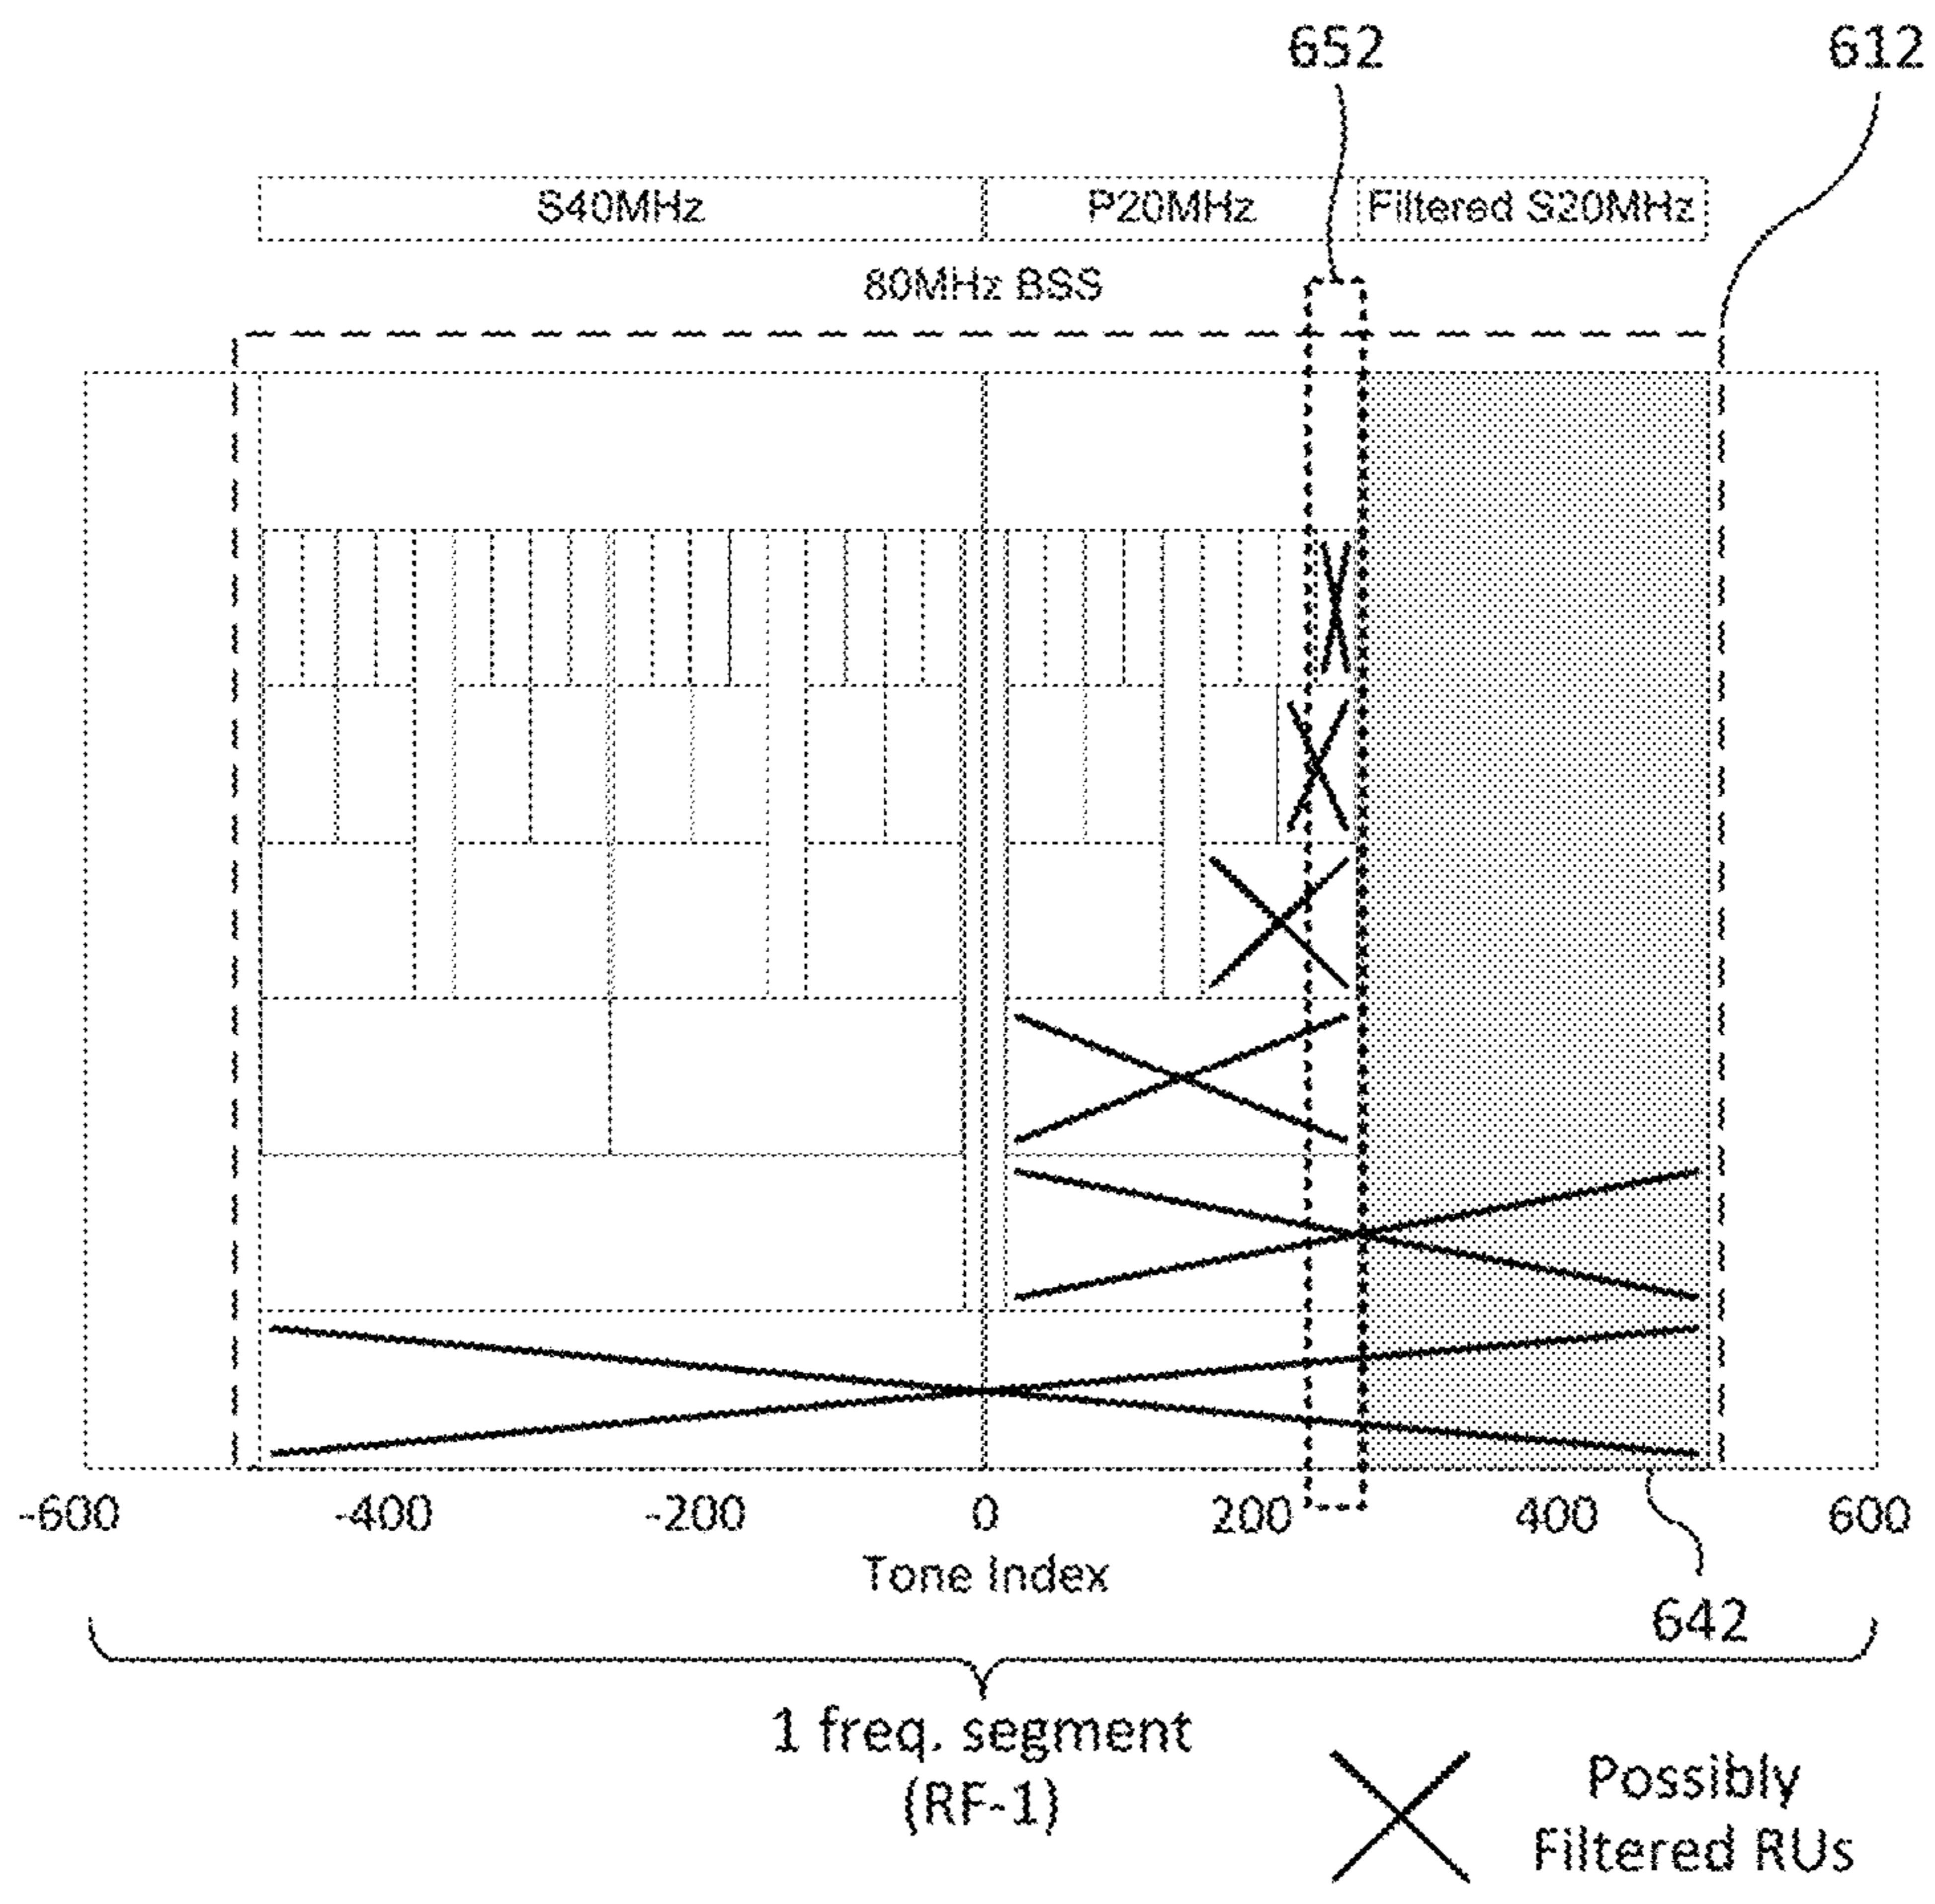 652 612
S40MHz P20MHz Filtered S20MHz
80MHz BSS
-600 -400 -200 0 200 400 600
Tone Index
642
1 freq. segment
(RF-1)
Possibly
Filtered RUs